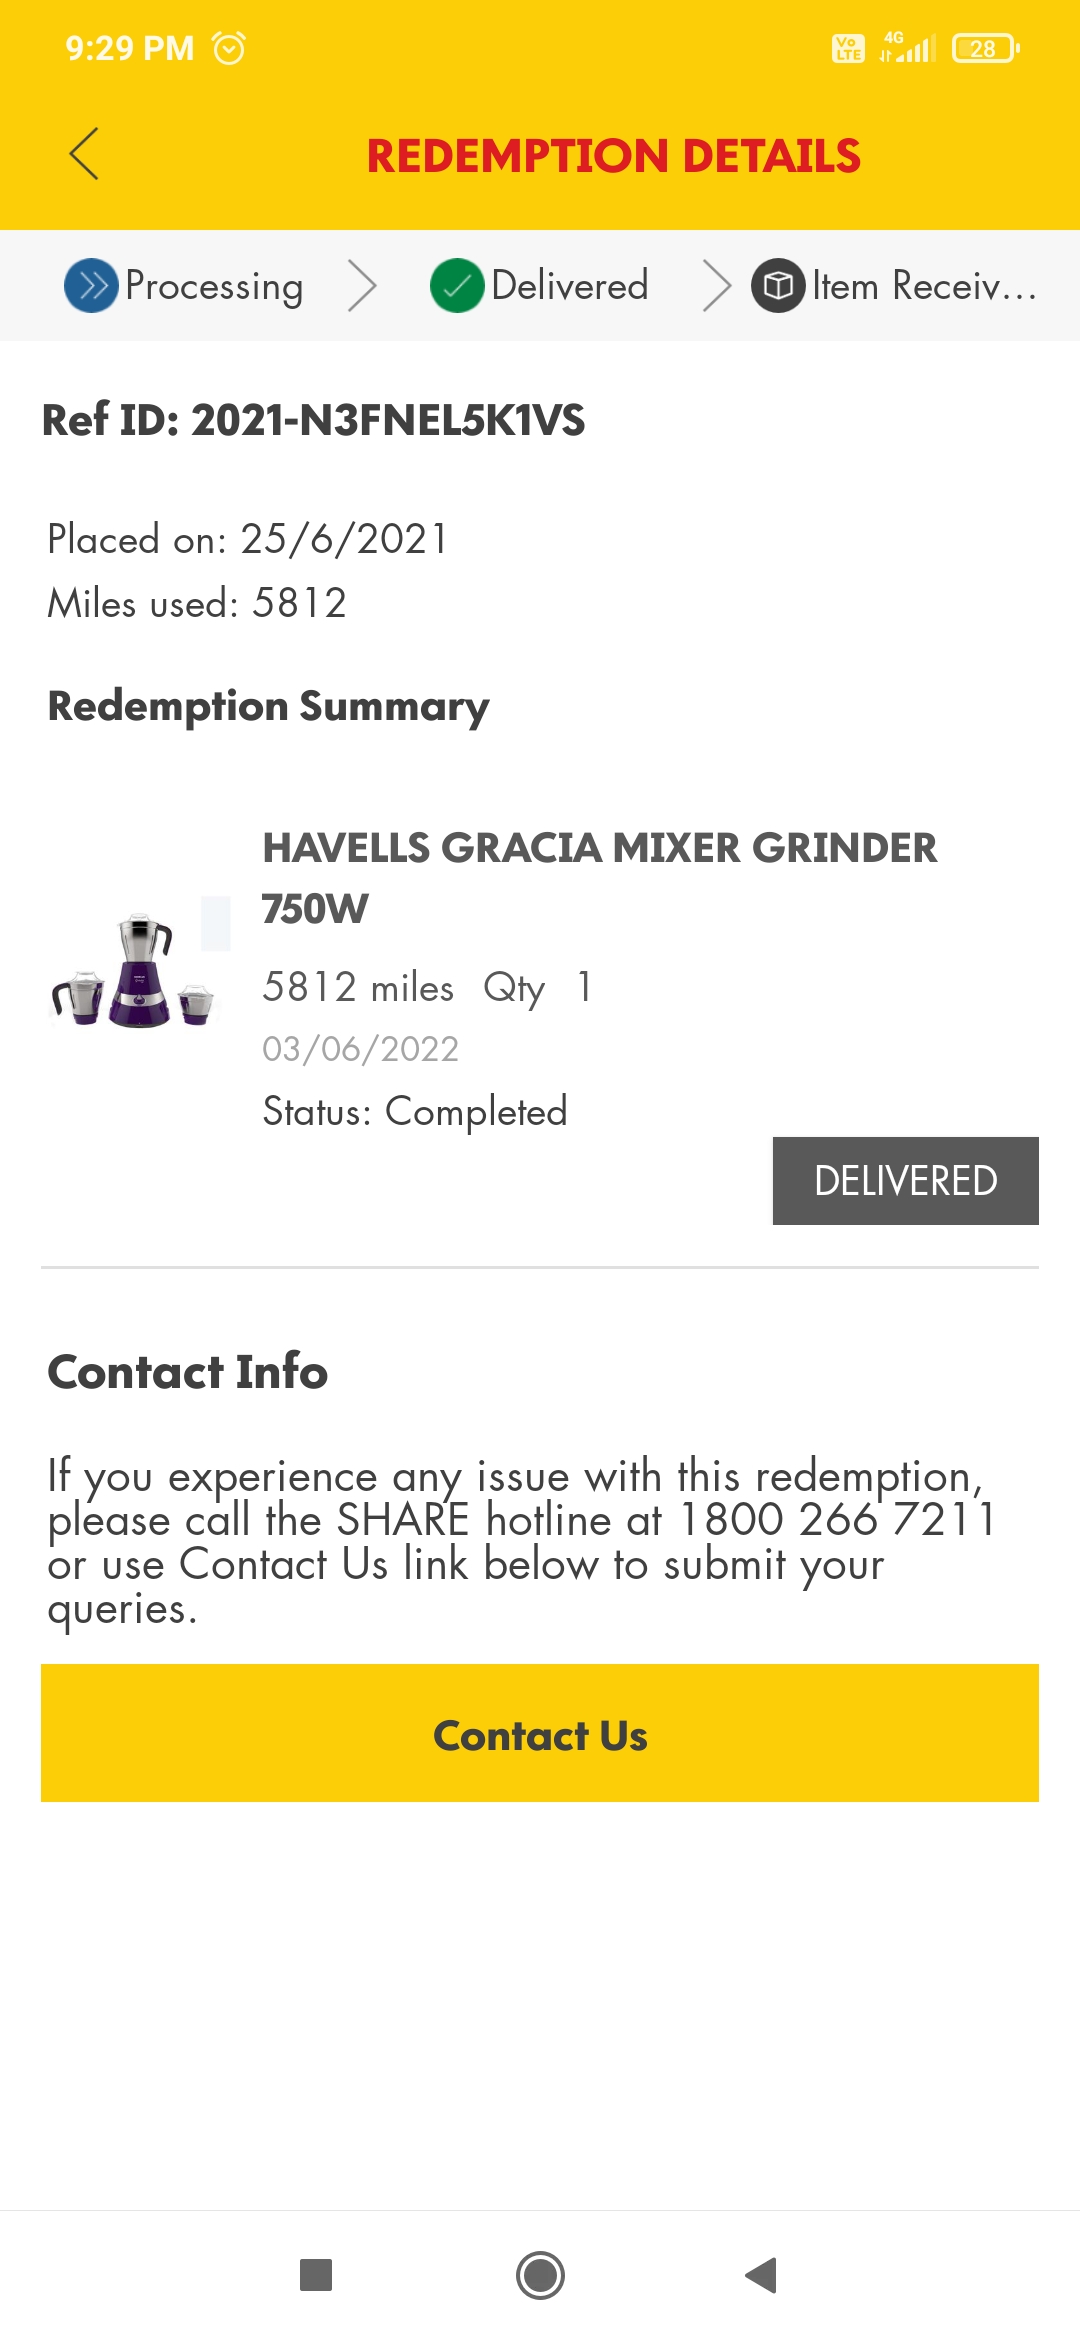 9:29 PM
Vo LTE 4G 28
REDEMPTION DETAILS
Processing Delivered Item Receiv...
Ref ID: 2021-N3FNEL5K1VS
Placed on: 25/6/2021
Miles used: 5812
Redemption Summary
HAVELLS GRACIA MIXER GRINDER
750W
5812 miles Qty 1
03/06/2022
Status: Completed
DELIVERED
Contact Info
If you experience any issue with this redemption,
please call the SHARE hotline at 1800 266 7211
or use Contact Us link below to submit your
queries.
Contact Us